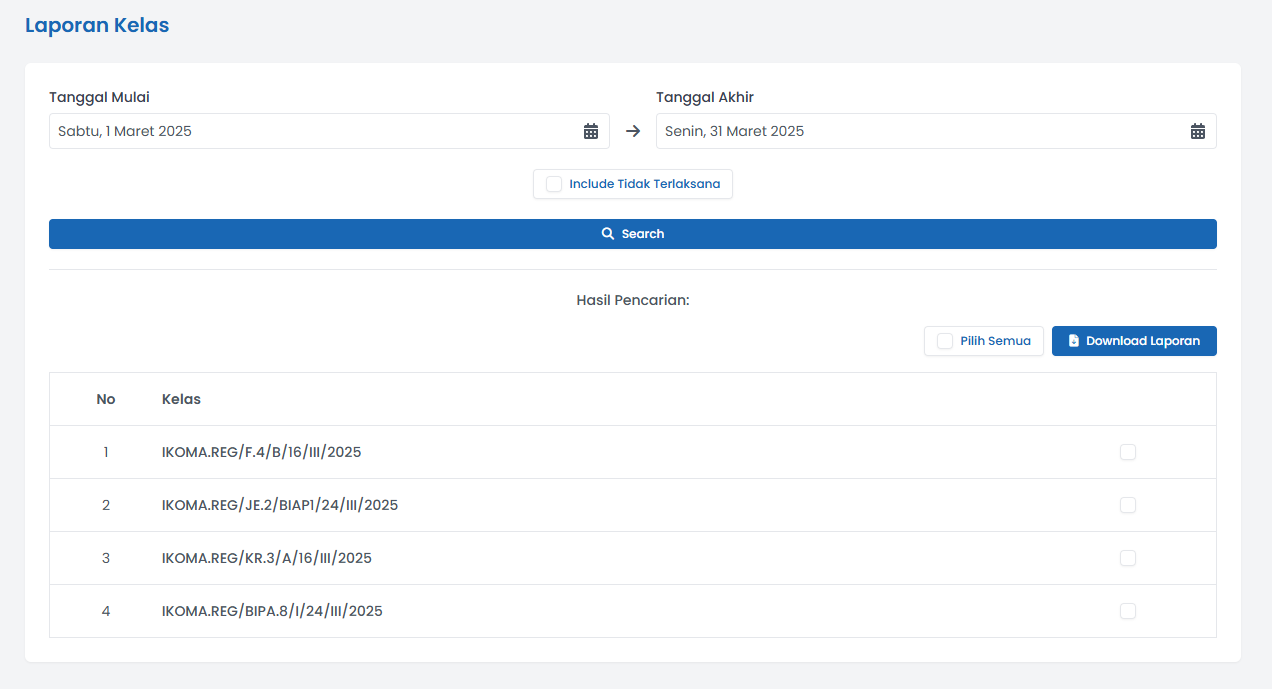 Laporan Kelas
Tanggal Mulai
Tanggal Akhir
Sabtu, 1 Maret 2025
Senin, 31 Maret 2025
Include Tidak Terlaksana
Search
Hasil Pencarian:
Pilih Semua
Download Laporan
No Kelas
1 IKOMA.REG/F.4/B/16/III/2025
2 IKOMA.REG/JE.2/BIAP1/24/III/2025
3 IKOMA.REG/KR.3/A/16/III/2025
4 IKOMA.REG/BIPA.8/I/24/III/2025